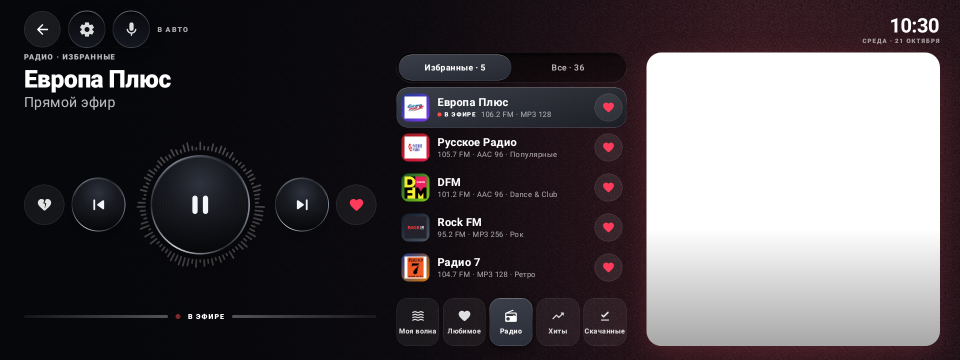 В АВТО
10:30
СРЕДА · 21 ОКТЯБРЯ
РАДИО · ИЗБРАННЫЕ
Европа Плюс
Прямой эфир
В ЭФИРЕ
Избранные · 5
Все · 36
Европа Плюс
В ЭФИРЕ 106.2 FM · MP3 128
Русское Радио
105.7 FM · AAC 96 · Популярные
DFM
101.2 FM · AAC 96 · Dance & Club
Rock FM
95.2 FM · MP3 256 · Рок
Радио 7
104.7 FM · MP3 128 · Ретро
Моя волна
Любимое
Радио
Хиты
Скачанные